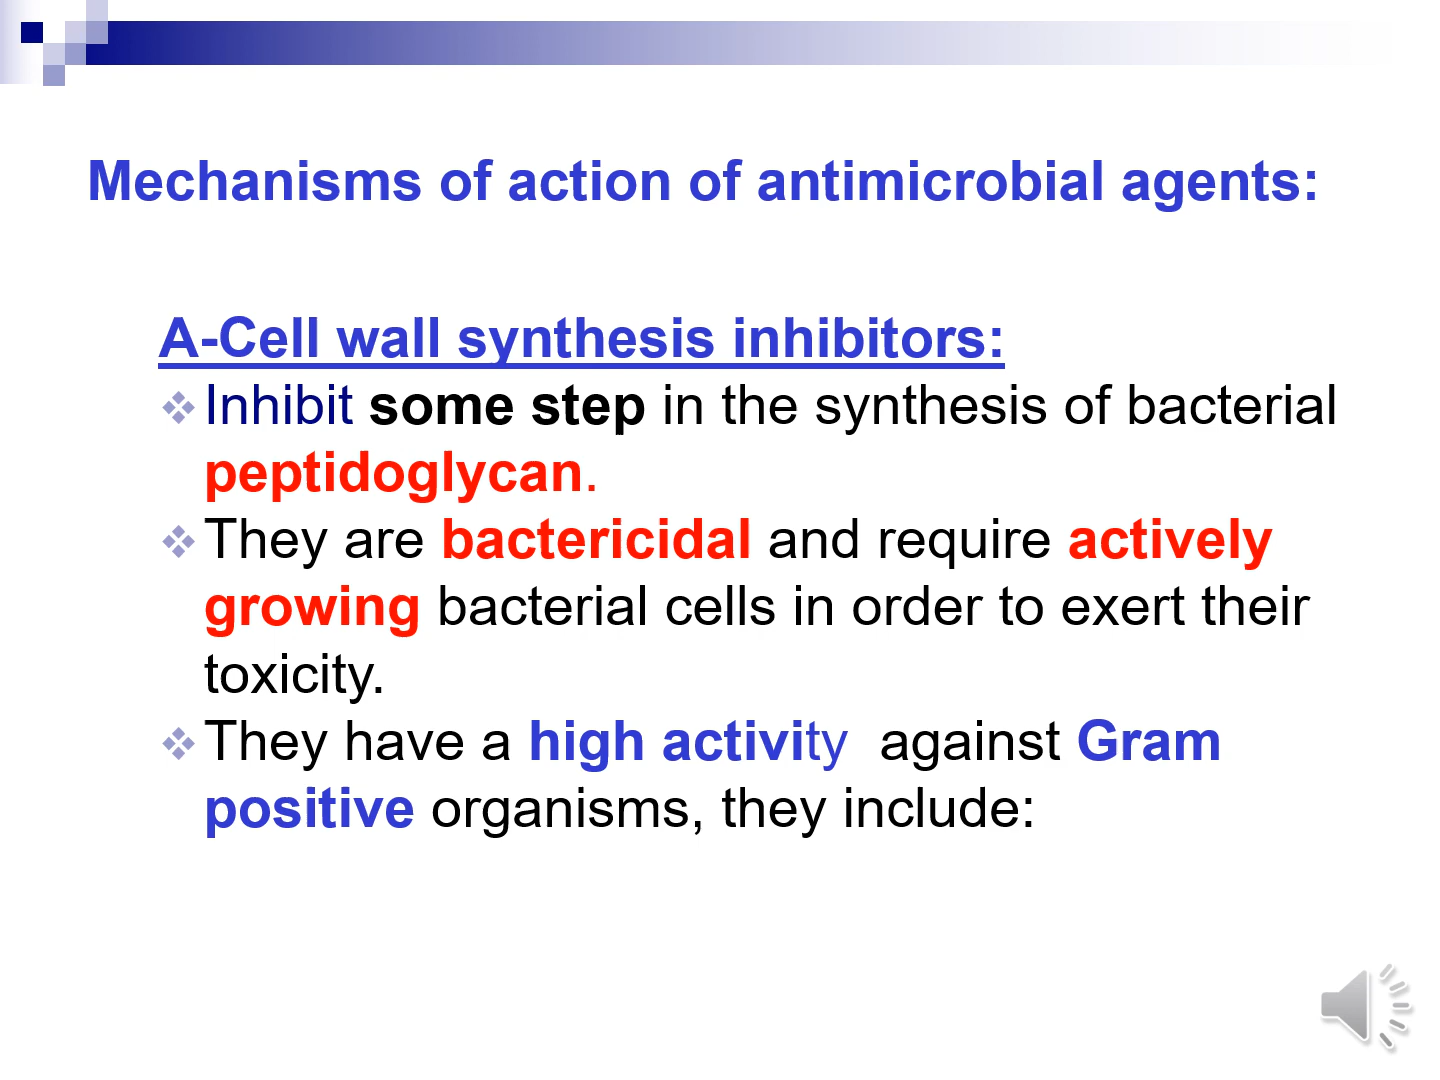 Mechanisms of action of antimicrobial agents:
A-Cell wall synthesis inhibitors:
Inhibit some step in the synthesis of bacterial
peptidoglycan.
They are bactericidal and require actively
growing bacterial cells in order to exert their
toxicity.
They have a high activity  against Gram
positive organisms, they include: